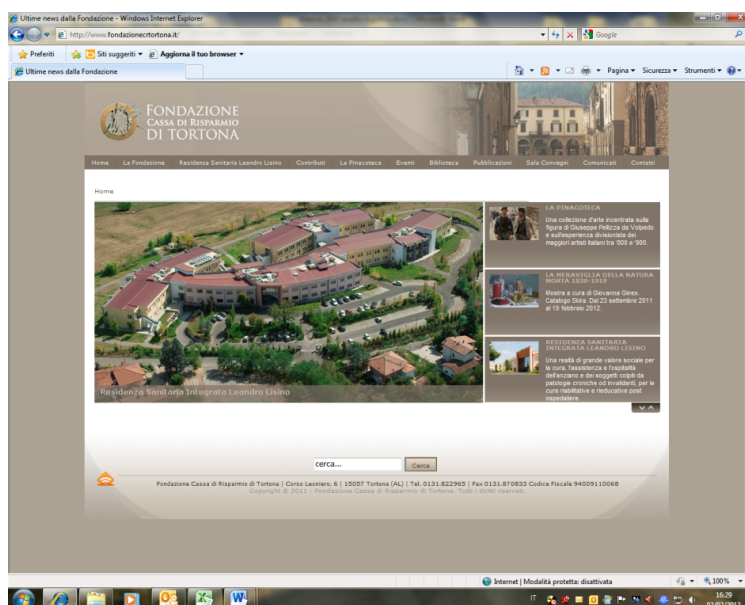 Ultime news dalla Fondazione - Windows Internet Explorer
http://www.fondazionecrtortona.it/
Google
Preferiti
Siti suggeriti
Aggiorna il tuo browser
Ultime news dalla Fondazione
Pagina
Sicurezza
Strumenti
FONDAZIONE
CASSA DI RISPARMIO
DI TORTONA
Home La Fondazione Residenza Sanitaria Leandro Lisino Contributi La Pinacoteca Eventi Biblioteca Pubblicazioni Sala Convegni Comunicati Contatti
Home
Residenza Sanitaria Integrata Leandro Lisino
LA PINACOTECA
Una collezione d'arte incentrata sulla
figura di Giuseppe Pellizza da Volpedo
e sull'esperienza divisionista dei
maggiori artisti italiani tra '800 e '900.
LA MERAVIGLIA DELLA NATURA
MORTA 1830-1910
Mostra a cura di Giovanna Ginex.
Catalogo Skira. Dal 23 settembre 2011
al 19 febbraio 2012.
RESIDENZA SANITARIA
INTEGRATA LEANDRO LISINO
Una realtà di grande valore sociale per
la cura, l'assistenza e l'ospitalità
dell'anziano e dei soggetti colpiti da
patologie croniche od invalidanti, per le
cure riabilitative e rieducative post
ospedaliere
cerca...
Cerca
Fondazione Cassa di Risparmio di Tortona | Corso Leoniero, 6 | 15057 Tortona (AL) | Tel. 0131.822965 | Fax 0131.870833 Codice Fiscale 94009110068
Copyright © 2011 - Fondazione Cassa di Risparmio di Tortona. Tutti i diritti riservati.
Internet | Modalità protetta: disattivata
100%
IT
16:29